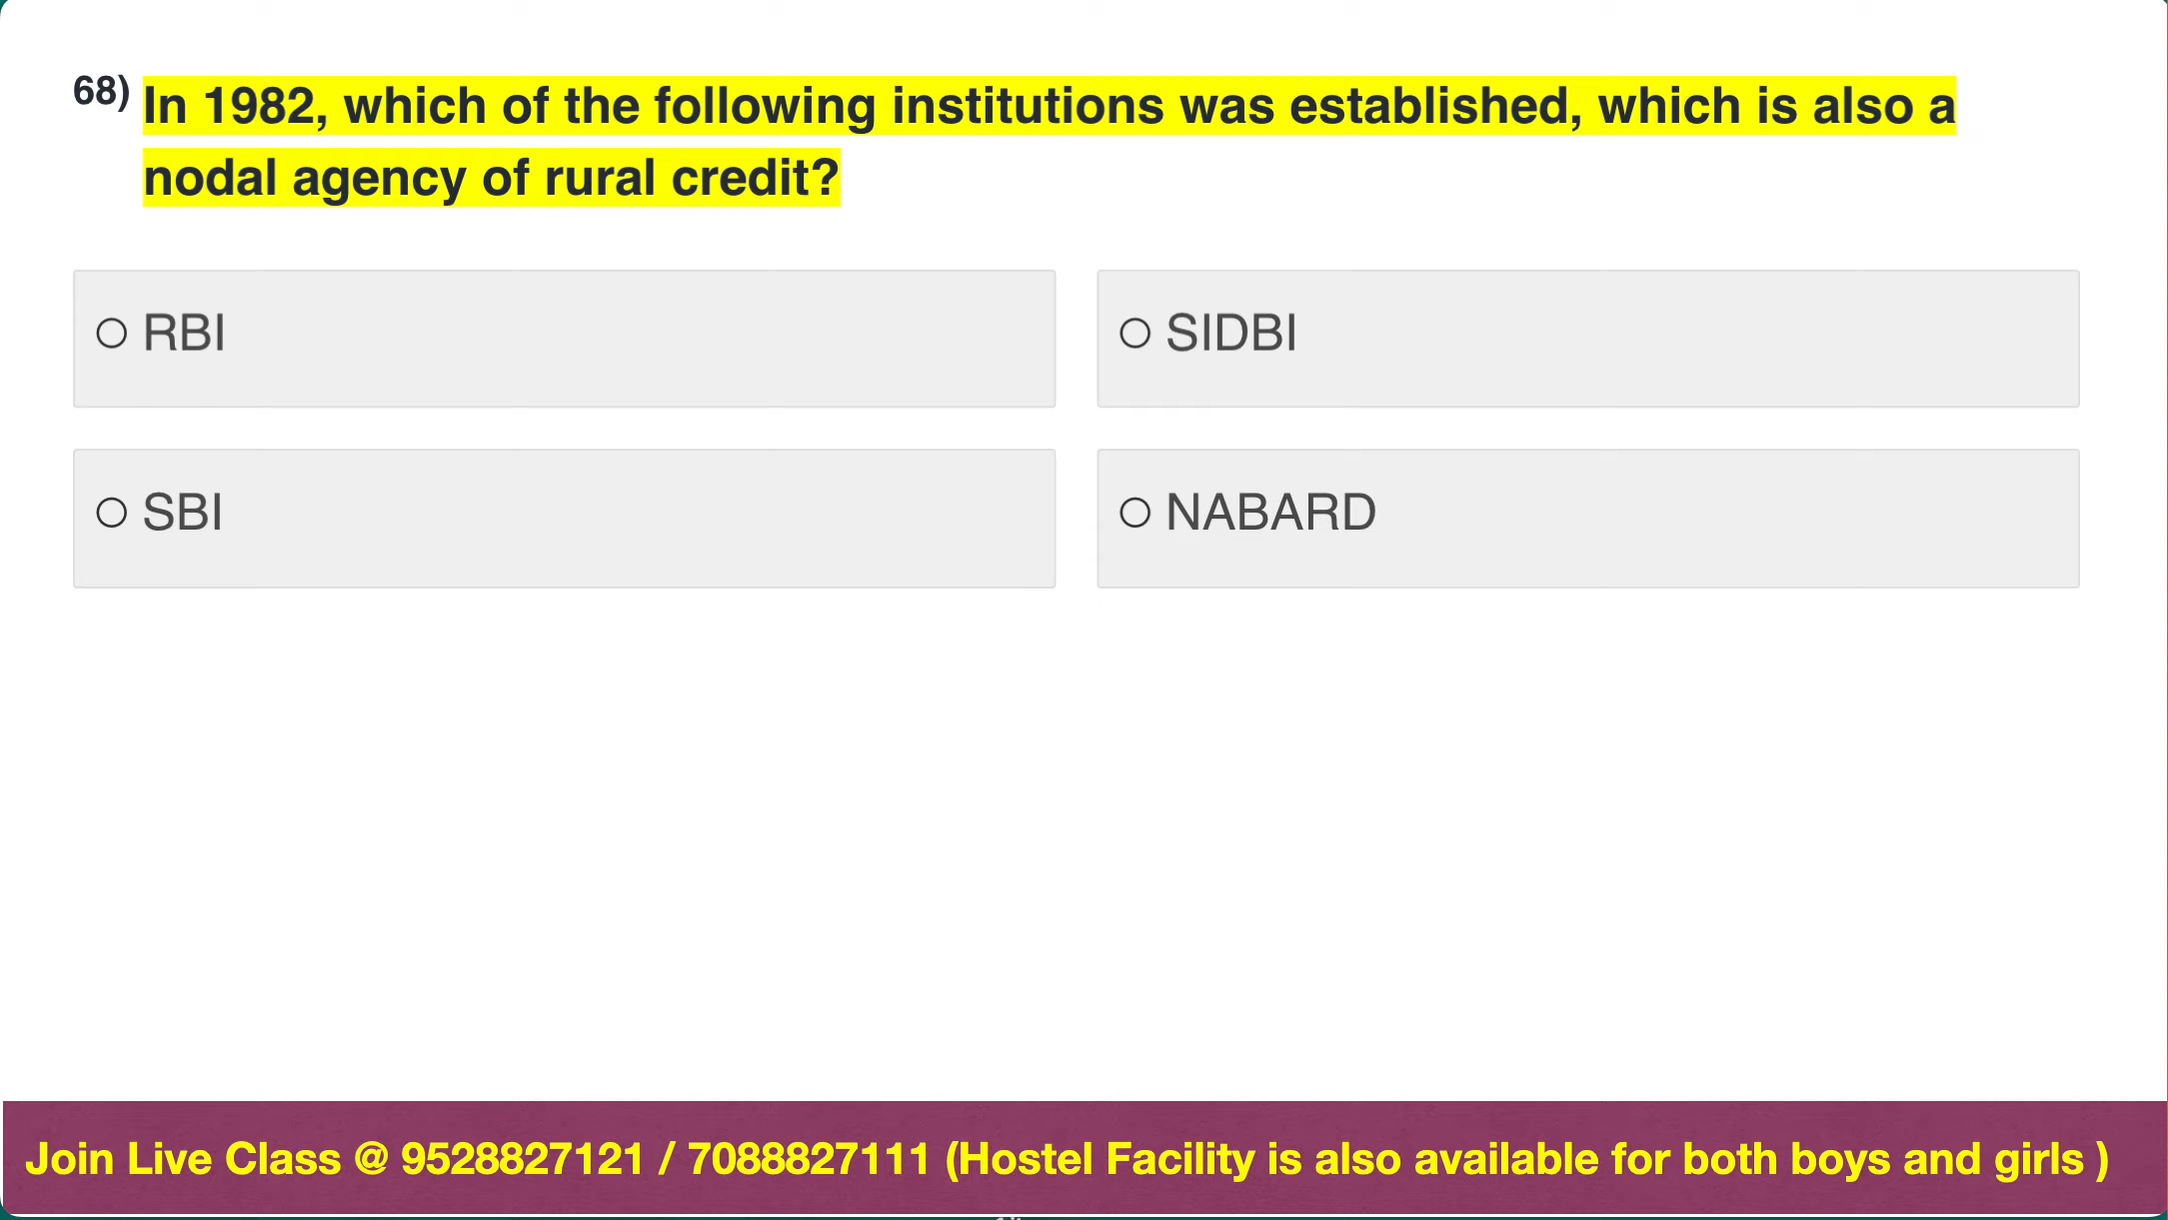 68) In 1982, which of the following institutions was established, which is also a
nodal agency of rural credit?
RBI
SIDBI
SBI
NABARD
Join Live Class @ 9528827121 / 7088827111 (Hostel Facility is also available for both boys and girls )